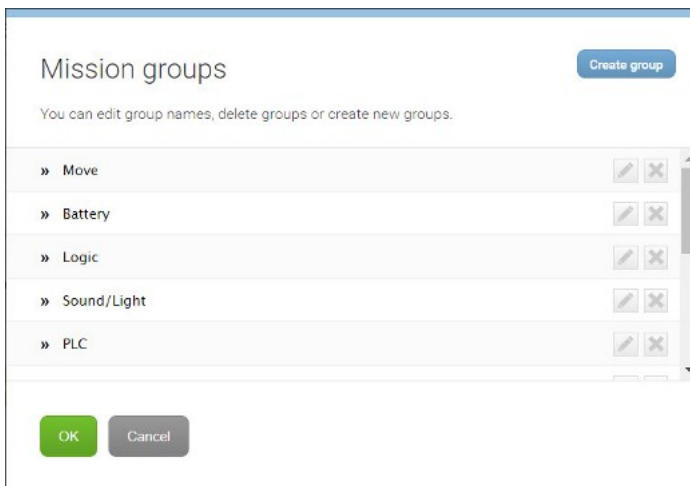 Mission groups
Create group
You can edit group names, delete groups or create new groups.
» Move
» Battery
» Logic
» Sound/Light
» PLC
OK
Cancel